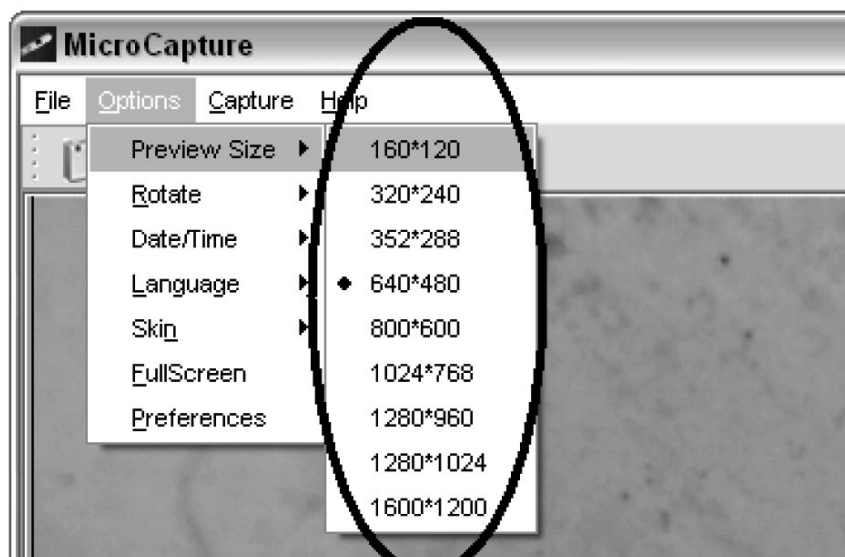 MicroCapture
File Options Capture Help
Preview Size
Rotate
Date/Time
Language
Skin
FullScreen
Preferences
160*120
320*240
352*288
640*480
800*600
1024*768
1280*960
1280*1024
1600*1200